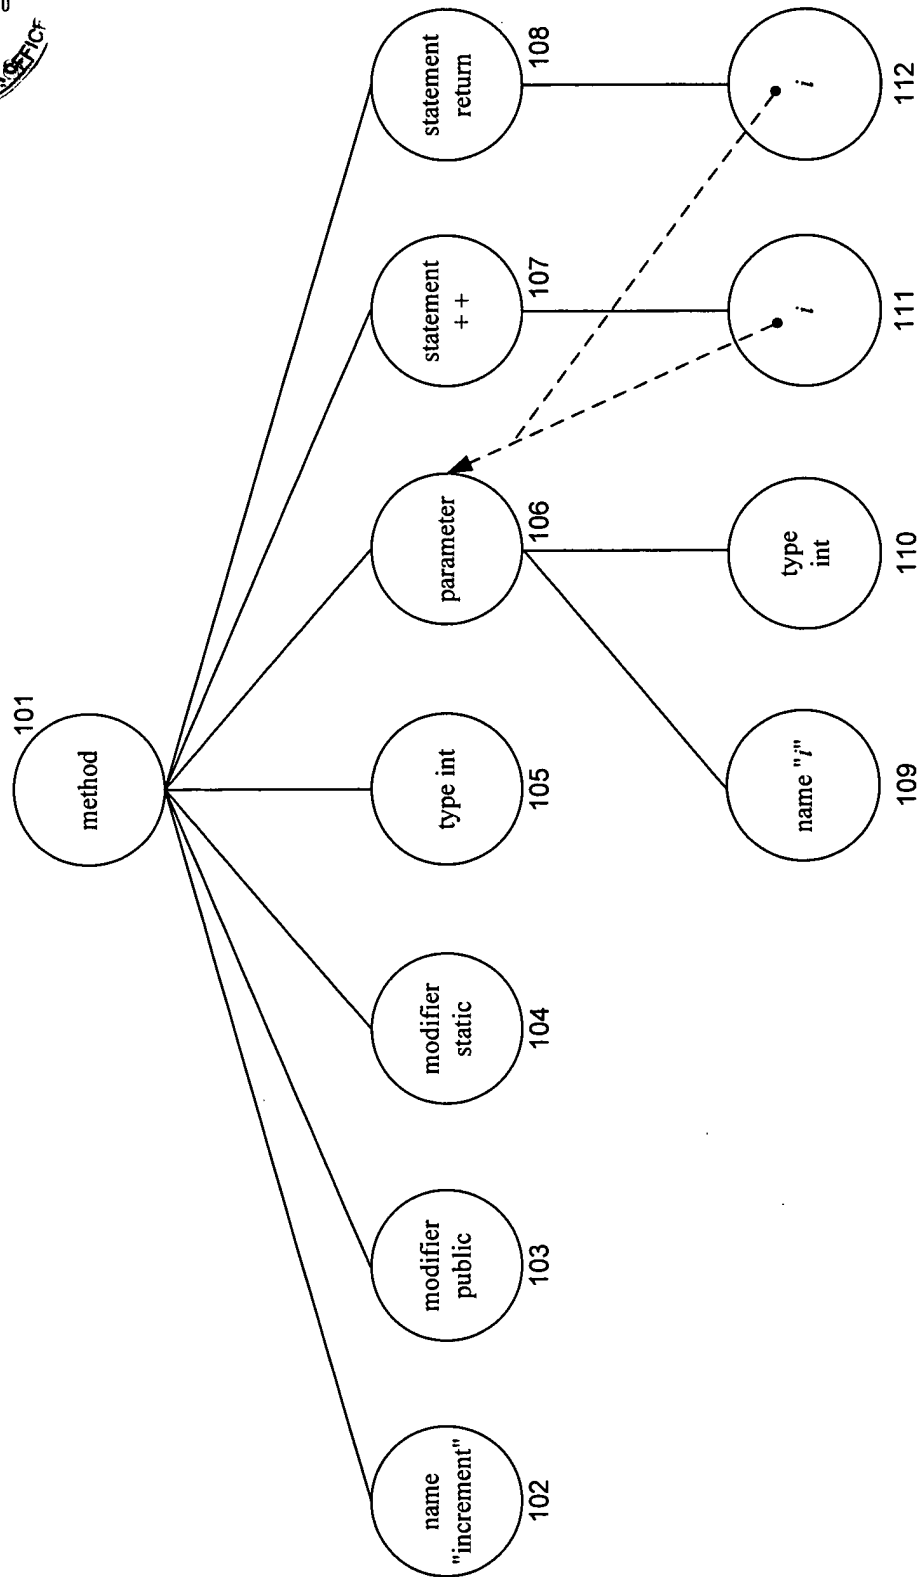 101
method
name
"increment"
102
modifier
public
103
modifier
static
104
type int
105
parameter
106
statement
++
107
statement
return
108
name "i"
109
type
int
110
i
111
i
112